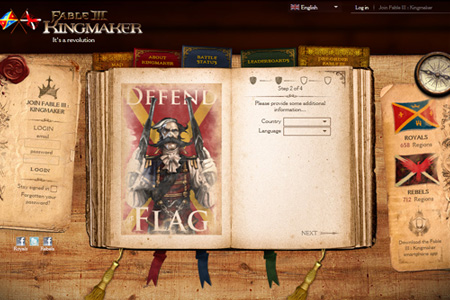 FABLE III
KINGMAKER
It's a revolution
English
Log in | Join Fable III - Kingmaker
ABOUT
KINGMAKER
BATTLE
STATUS
LEADERBOARDS
JOIN FABLE III -
KINGMAKER
LOGIN
email
password
LOGIN
Stay signed in
Forgotten your
password?
Royals
Rebels
DEFEND
FLAG
Step 2 of 4
Please provide some additional
information...
Country
Language
NEXT
ROYALS
658 Regions
REBELS
712 Regions
Download the Fable
III - Kingmaker
smartphone app